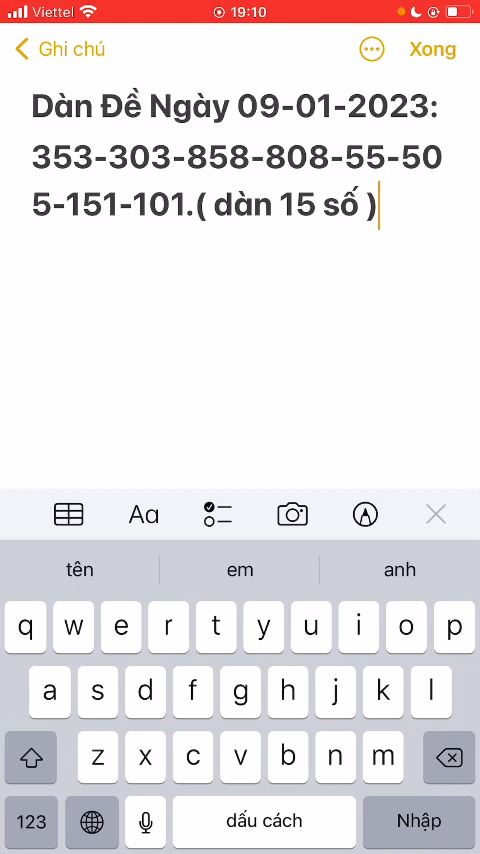 Viettel 19:10
Ghi chú Xong
Dàn Đề Ngày 09-01-2023:
353-303-858-808-55-50
5-151-101.( dàn 15 số )
Aa
tên em anh
q w e r t y u i o p
a s d f g h j k l
z x c v b n m
123 dấu cách Nhập